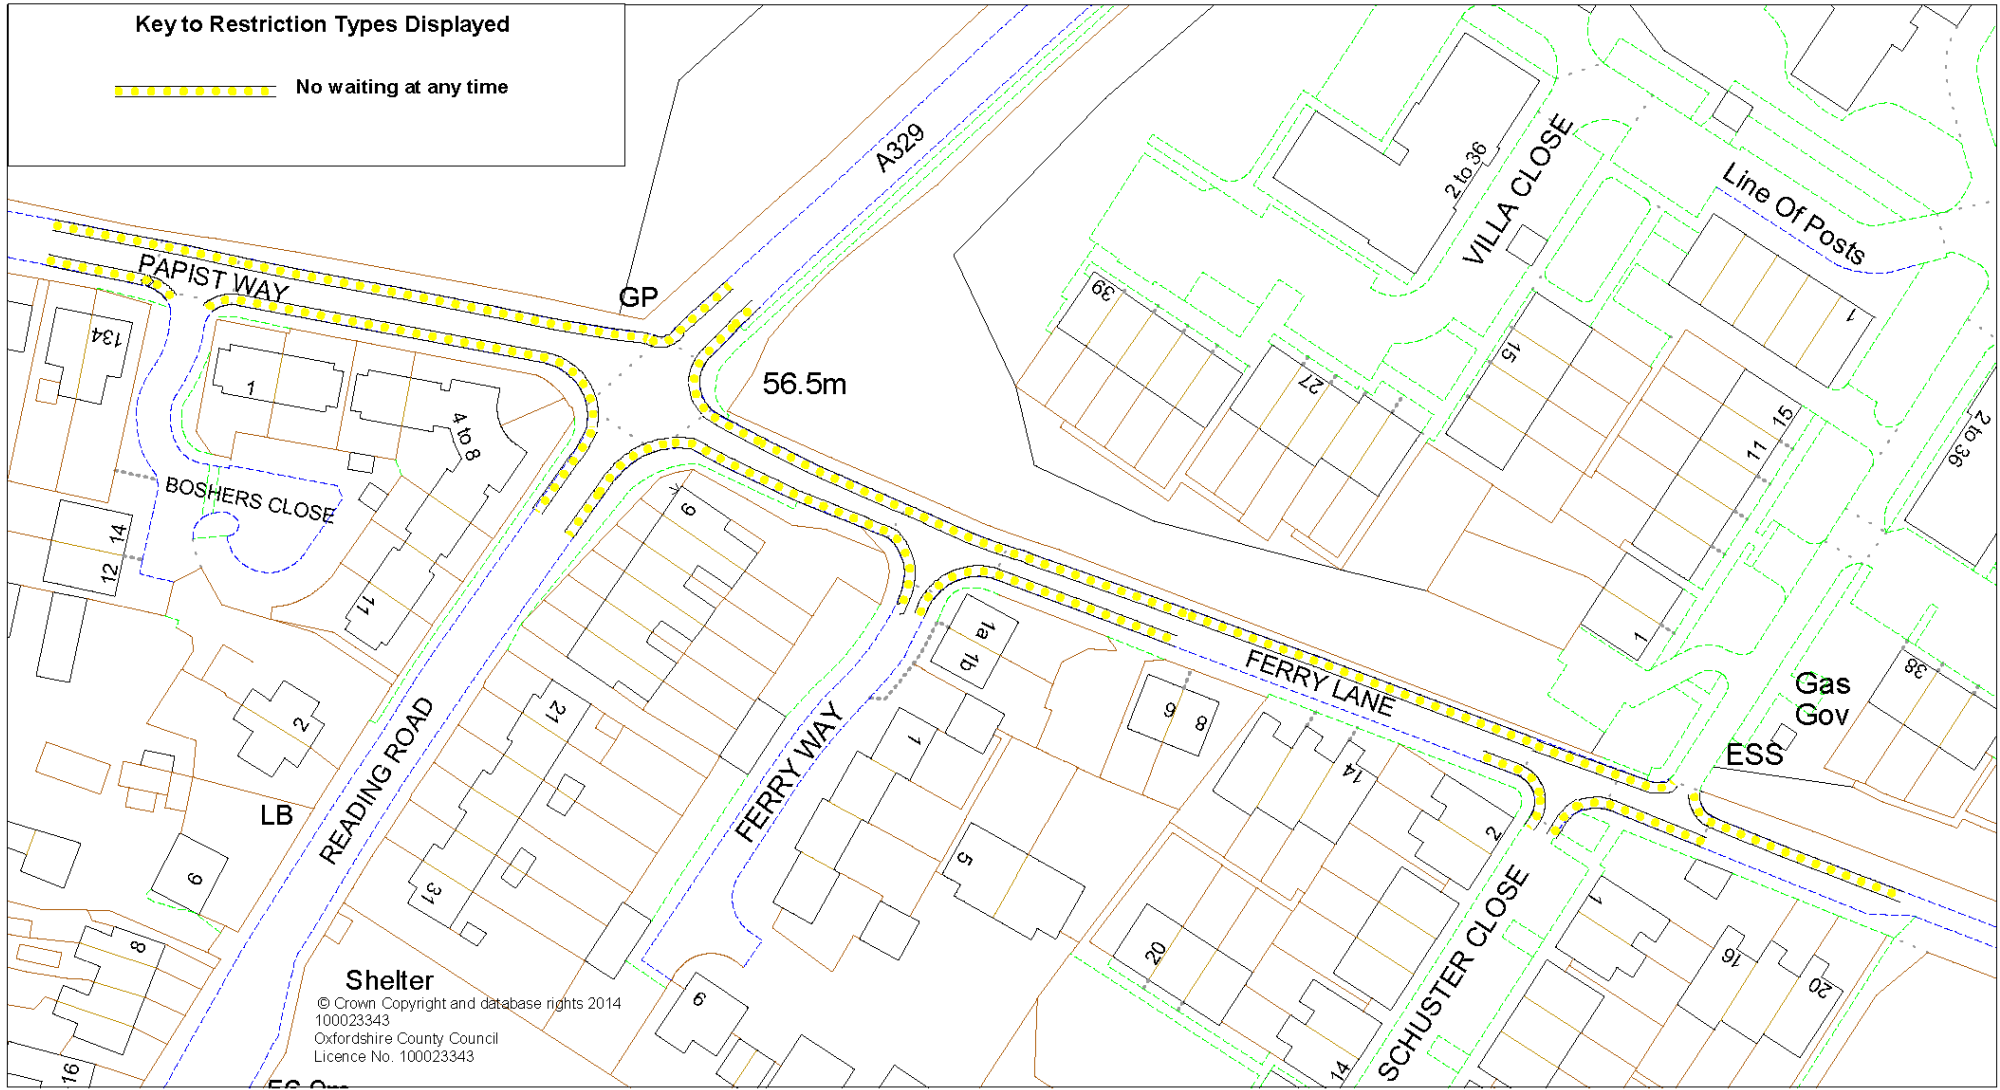 Key to Restriction Types Displayed
No waiting at any time
A329
2 to 36
VILLA CLOSE
Line Of Posts
PAPIST WAY
GP
39
1
134
56.5m
27
15
1
15
11
2 to 36
4 to 8
BOSHERS CLOSE
9
14
12
11
1a
1b
1
FERRY LANE
38
Gas
Gov
6
8
2
21
READING ROAD
FERRY WAY
1
14
ESS
LB
2
5
9
31
SCHUSTER CLOSE
1
8
20
16
20
Shelter
© Crown Copyright and database rights 2014
100023343
Oxfordshire County Council
Licence No. 100023343
9
14
16